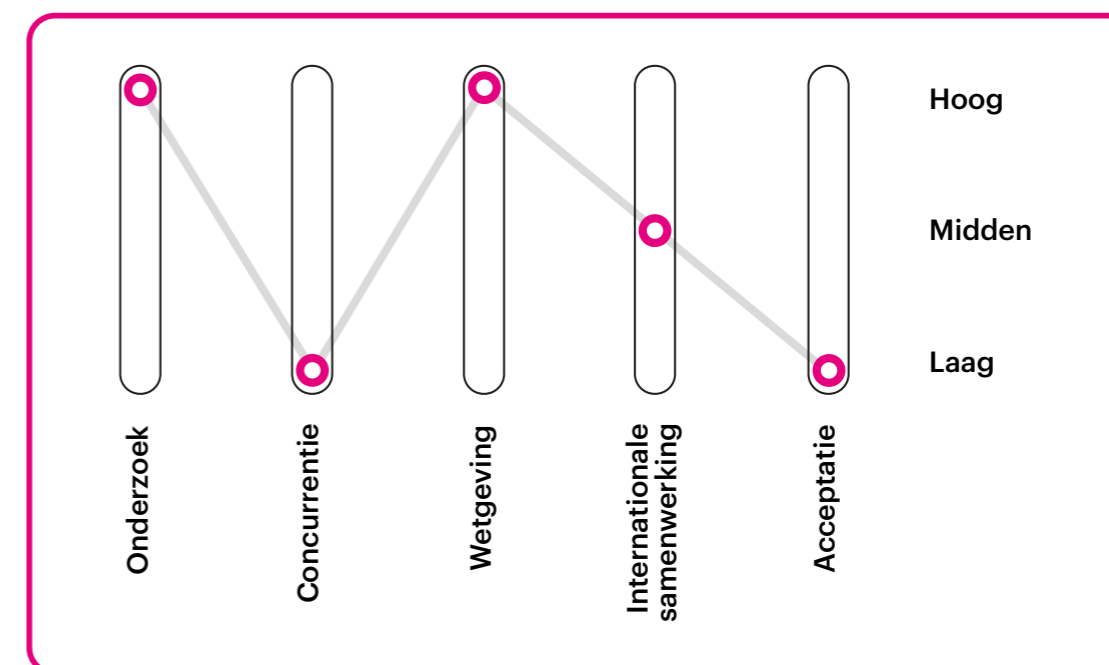 Hoog
Midden
Laag
Onderzoek
Concurrentie
Wetgeving
Internationale
samenwerking
Acceptatie